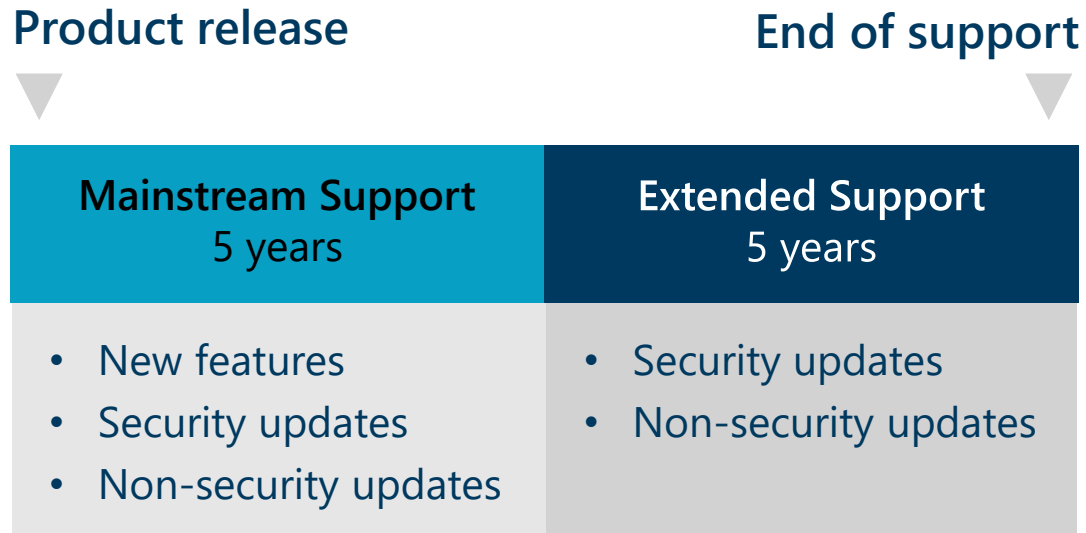 Product release
End of support
Mainstream Support
5 years
Extended Support
5 years
• New features
• Security updates
• Non-security updates
• Security updates
• Non-security updates